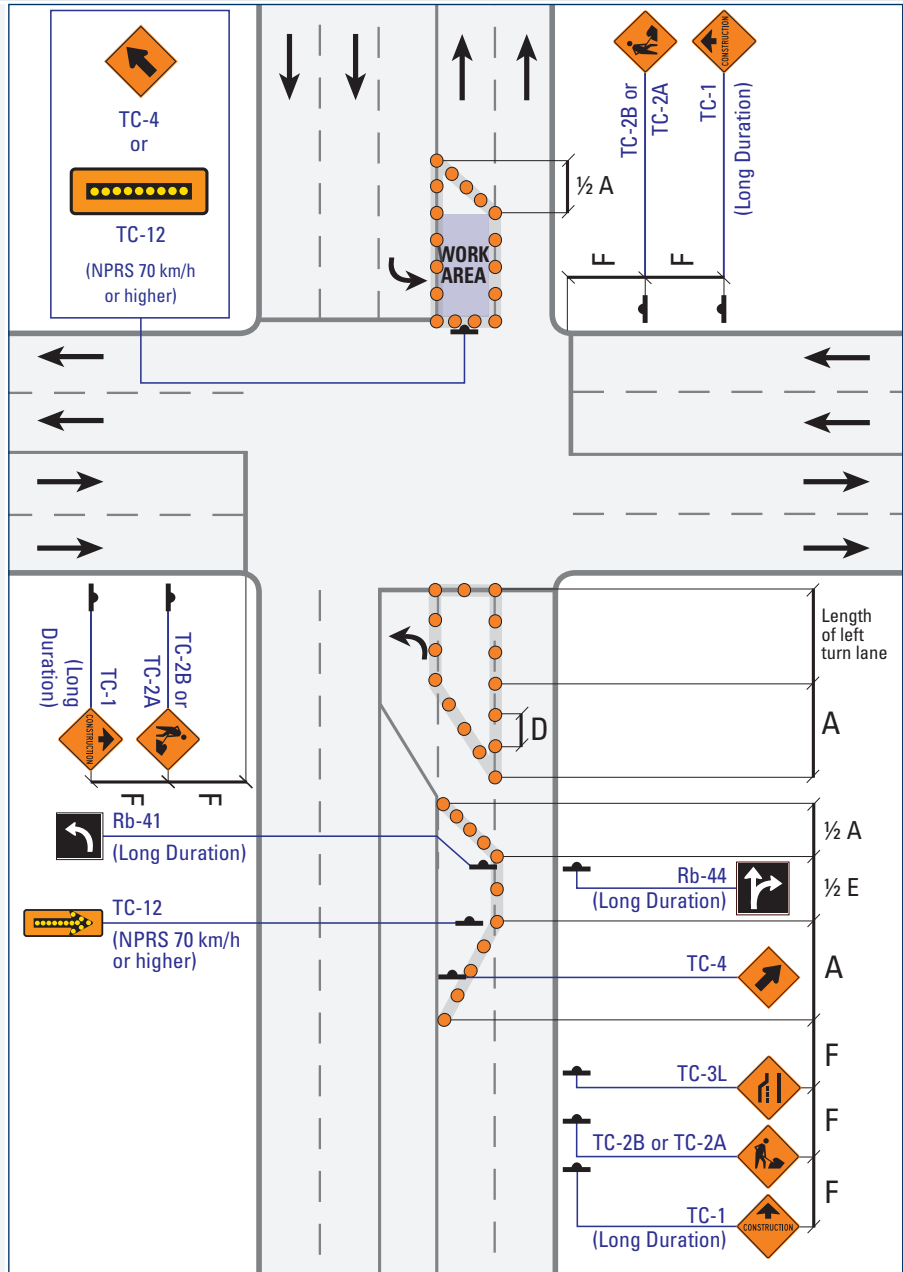 TC-4
or
TC-12
(NPRS 70 km/h
or higher)
TC-2B or
TC-2A
CONSTRUCTION
TC-1
(Long Duration)
F
F
½ A
WORK
AREA
Length
of left
turn lane
A
D
TC-1
(Long
Duration)
CONSTRUCTION
TC-2B or
TC-2A
F
F
Rb-41
(Long Duration)
½ A
Rb-44
(Long Duration)
½ E
TC-12
(NPRS 70 km/h
or higher)
TC-4
A
TC-3L
F
TC-2B or TC-2A
F
TC-1
(Long Duration)
CONSTRUCTION
F